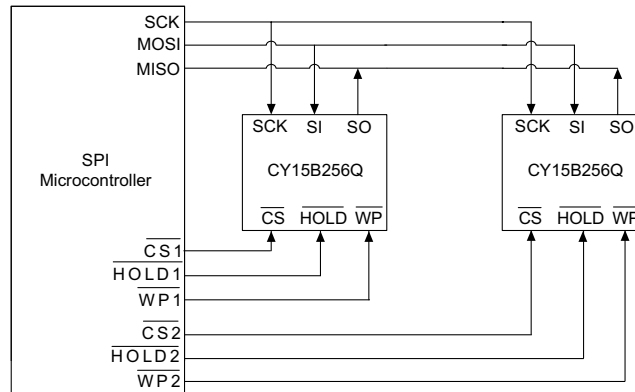 SCK
MOSI
MISO
SPI
Microcontroller
CS1
HOLD1
WP1
CS2
HOLD2
WP2
SCK SI SO
CY15B256Q
CS HOLD WP
SCK SI SO
CY15B256Q
CS HOLD WP